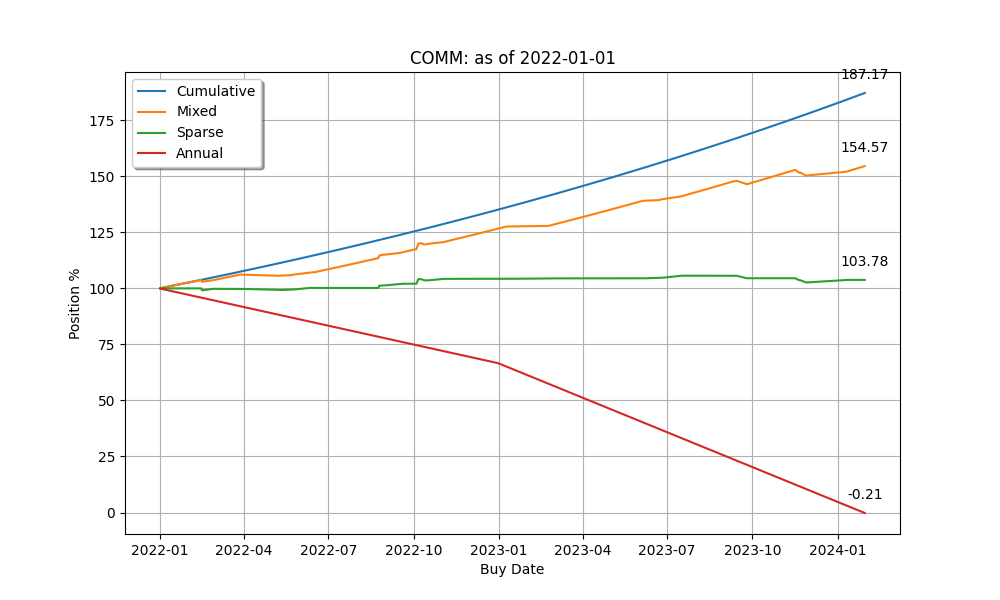 COMM: as of 2022-01-01
187.17
Cumulative
Mixed
Sparse
Annual
154.57
103.78
-0.21
Position %
175
150
125
100
75
50
25
0
2022-01 2022-04 2022-07 2022-10 2023-01 2023-04 2023-07 2023-10 2024-01
Buy Date